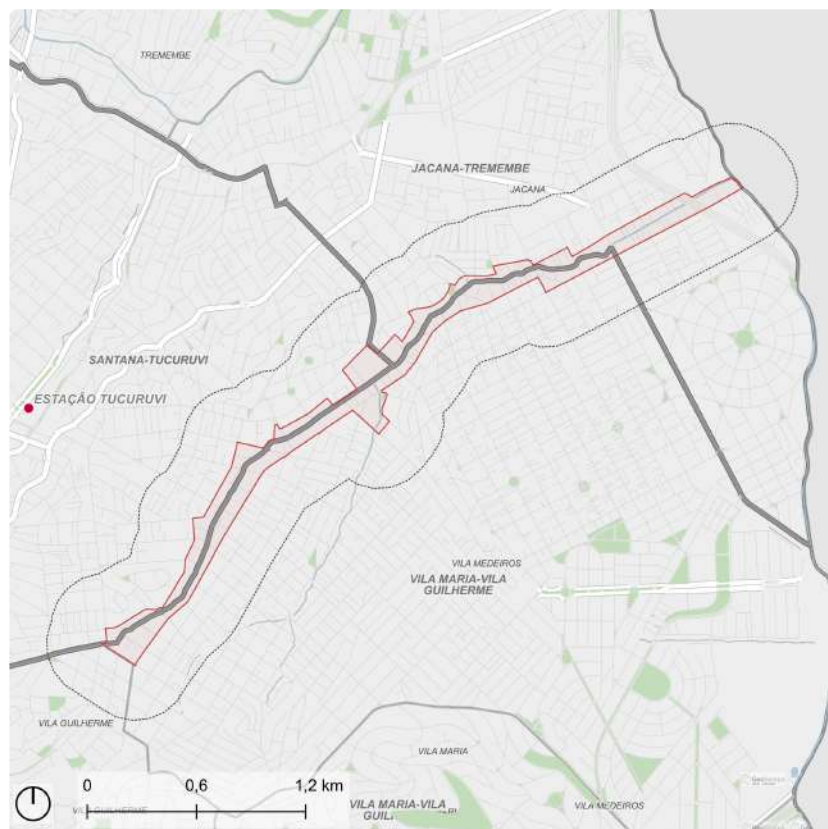 TREMEMBE
JACANA-TREMEMBE
JACANA
SANTANA-TUCURUVI
ESTAÇÃO TUCURUVI
VILA MEDEIROS
VILA MARIA-VILA
GUILHERME
VILA GUILHERME
VILA MARIA
0 0,6 1,2 km
VILA MARIA-VILA
VILA MEDEIROS